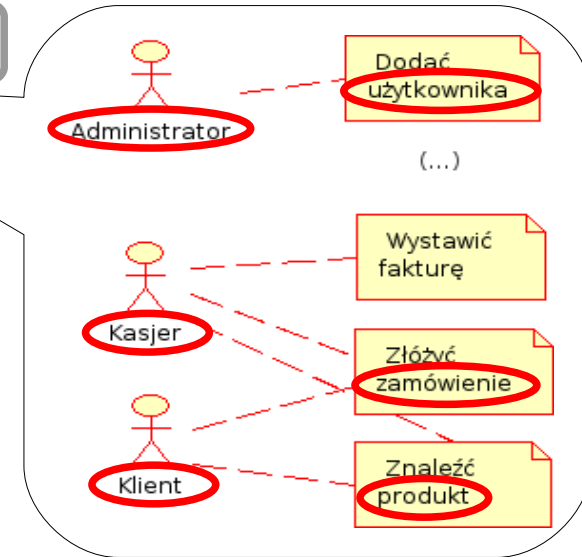 Dodać
użytkownika
Administrator
(...)
Wystawić
fakturę
Kasjer
Złóżyć
zamówienie
Klient
Znaleźć
produkt